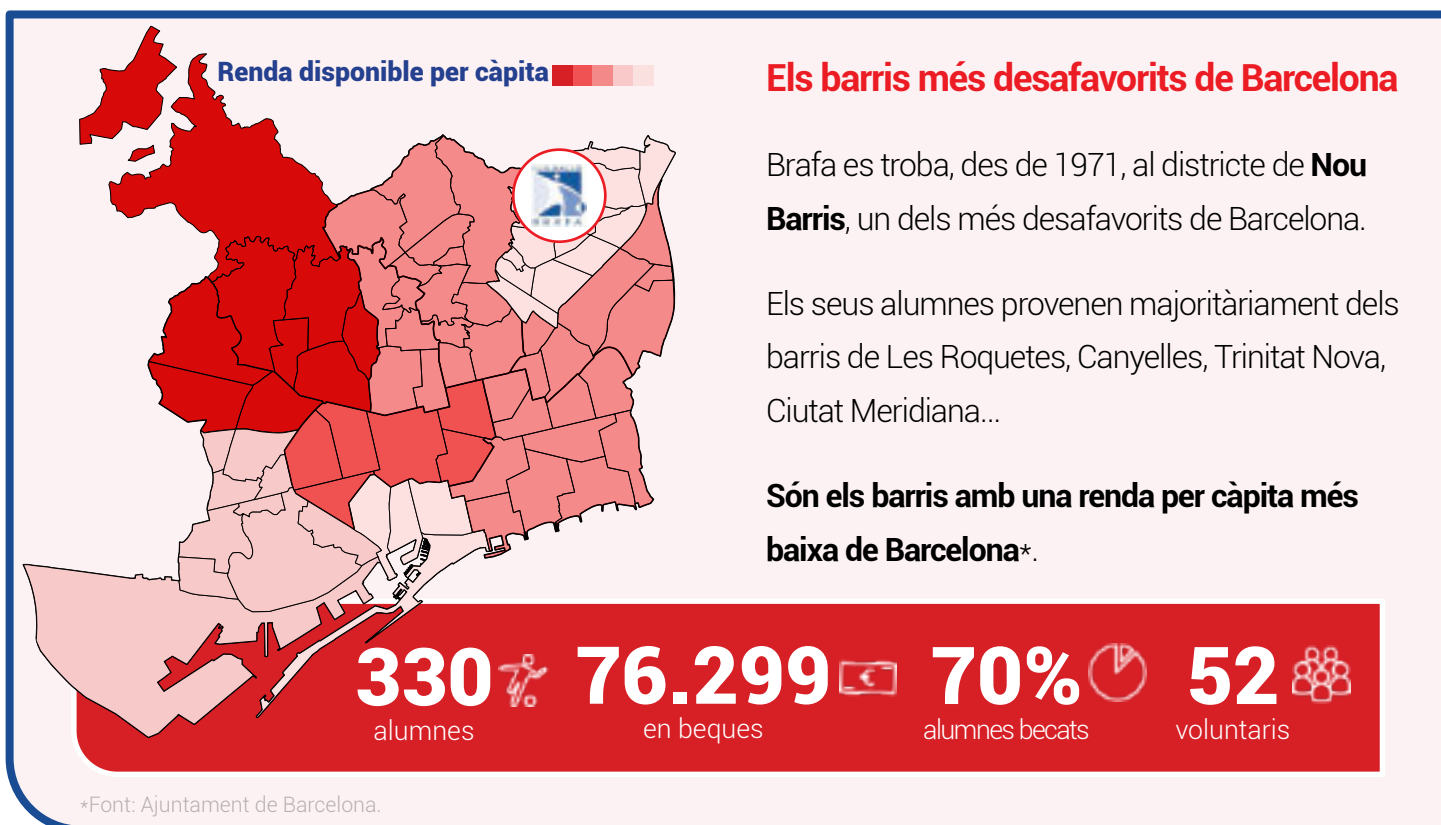 Renda disponible per càpita
Els barris més desafavorits de Barcelona
Brafa es troba, des de 1971, al districte de Nou
Barris, un dels més desafavorits de Barcelona.
Els seus alumnes provenen majoritàriament dels
barris de Les Roquetes, Canyelles, Trinitat Nova,
Ciutat Meridiana...
Són els barris amb una renda per càpita més
baixa de Barcelona*.
330
alumnes
76.299
en beques
70%
alumnes becats
52
voluntaris
*Font: Ajuntament de Barcelona.